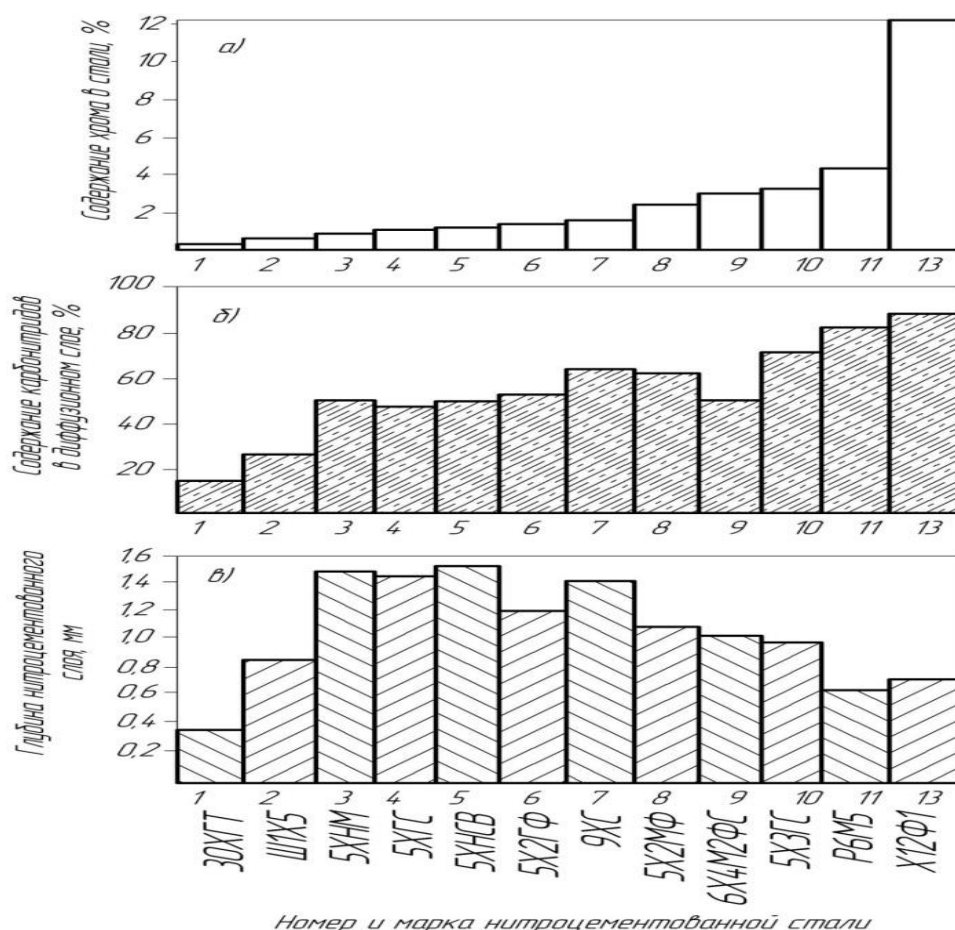 а)
Содержание хрома в стали, %
12
10
8
6
4
2
1 2 3 4 5 6 7 8 9 10 11 13
б)
Содержание карбонитридов
в диффузионном слое, %
100
80
60
40
20
1 2 3 4 5 6 7 8 9 10 11 13
в)
Глубина нитроцементованного
слоя, мм
1,6
1,4
1,2
1,0
0,8
0,6
0,4
0,2
1 2 3 4 5 6 7 8 9 10 11 13
30ХГТ
Ш1Х5
5ХНМ
5ХГС
5ХНСВ
5Х2ГФ
9ХС
5Х2МФ
6Х4М2ФС
5Х3ГС
Р6М5
Х12Ф1
Номер и марка нитроцементованной стали